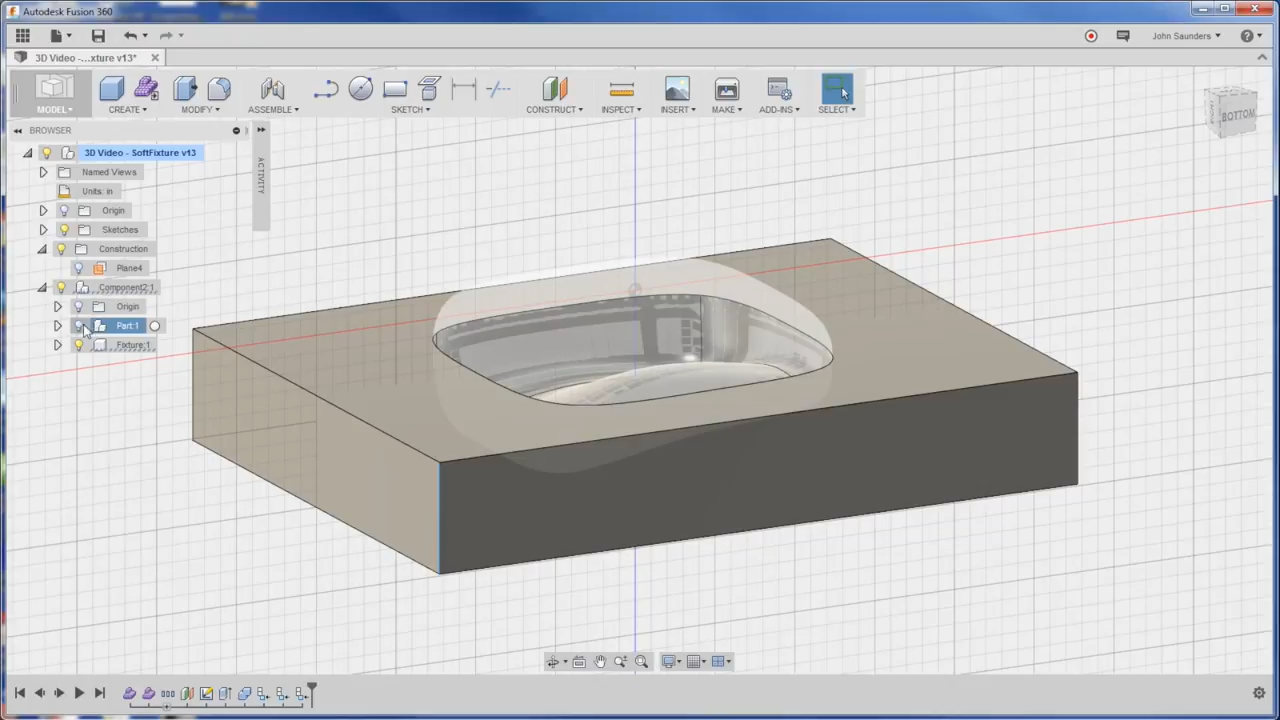 Autodesk Fusion 360
John Saunders
3D Video -...xture v13*
MODEL
CREATE
MODIFY
ASSEMBLE
SKETCH
CONSTRUCT
INSPECT
INSERT
MAKE
ADD-INS
SELECT
BROWSER
ACTIVITY
BOTTOM
3D Video - SoftFixture v13
Named Views
Units: in
Origin
Sketches
Construction
Plane4
Component2:1
Origin
Part:1
Fixture:1